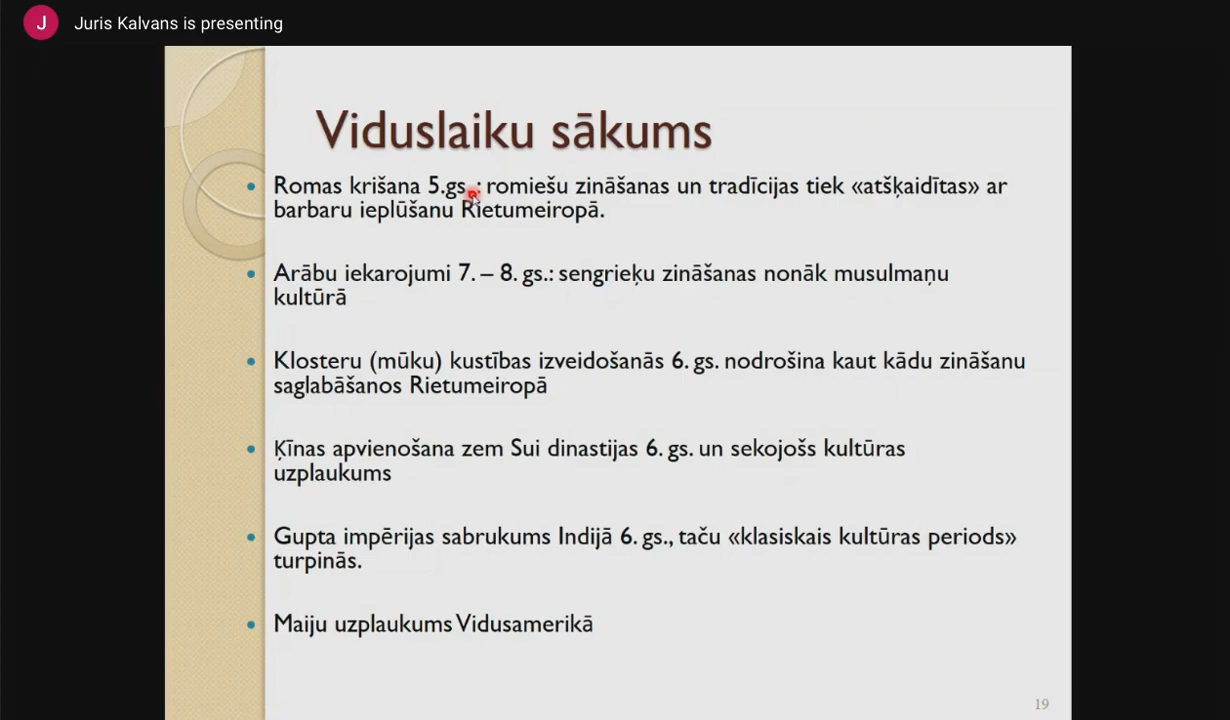 J
Juris Kalvans is presenting
Viduslaiku sākums
• Romas krišana 5.gs.: romiešu zināšanas un tradīcijas tiek «atšķaidītas» ar
barbaru ieplūšanu Rietumeiropā.
• Arābu iekarojumi 7. – 8. gs.: sengrieķu zināšanas nonāk musulmaņu
kultūrā
• Klosteru (mūku) kustības izveidošanās 6. gs. nodrošina kaut kādu zināšanu
saglabāšanos Rietumeiropā
• Ķīnas apvienošana zem Sui dinastijas 6. gs. un sekojošs kultūras
uzplaukums
• Gupta impērijas sabrukums Indijā 6. gs., taču «klasiskais kultūras periods»
turpinās.
• Maiju uzplaukums Vidusamerikā
19